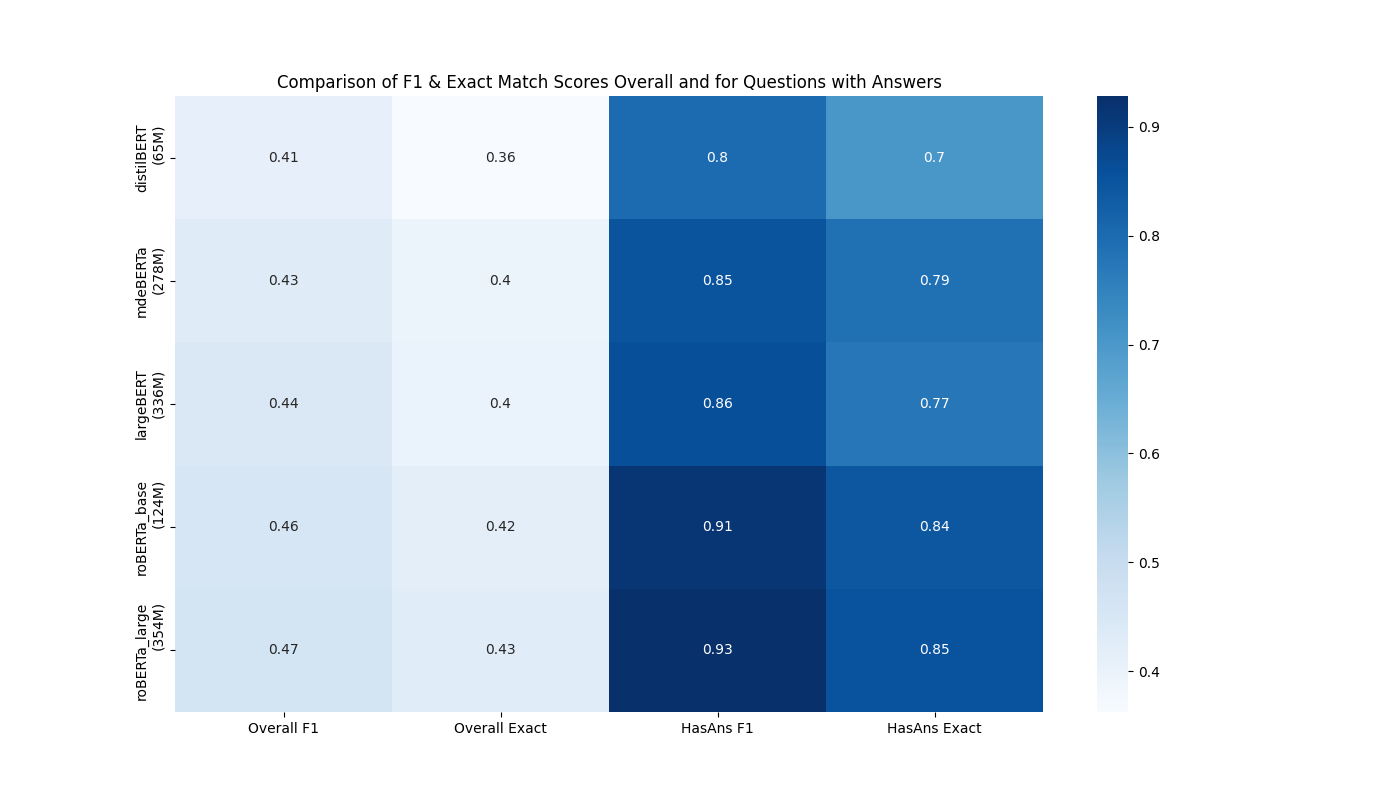 Comparison of F1 & Exact Match Scores Overall and for Questions with Answers
distilBERT
(65M)
0.41 0.36 0.8 0.7
mdeBERTa
(278M)
0.43 0.4 0.85 0.79
largeBERT
(336M)
0.44 0.4 0.86 0.77
roBERTa_base
(124M)
0.46 0.42 0.91 0.84
roBERTa_large
(354M)
0.47 0.43 0.93 0.85
Overall F1 Overall Exact HasAns F1 HasAns Exact
0.9
0.8
0.7
0.6
0.5
0.4